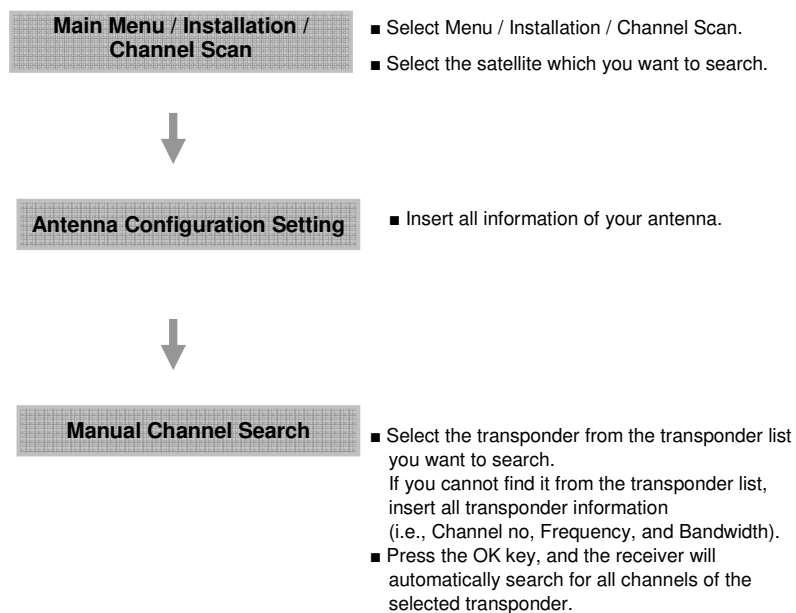 Main Menu / Installation /
Channel Scan
■ Select Menu / Installation / Channel Scan.
■ Select the satellite which you want to search.
Antenna Configuration Setting
■ Insert all information of your antenna.
Manual Channel Search
■ Select the transponder from the transponder list
you want to search.
If you cannot find it from the transponder list,
insert all transponder information
(i.e., Channel no, Frequency, and Bandwidth).
■ Press the OK key, and the receiver will
automatically search for all channels of the
selected transponder.